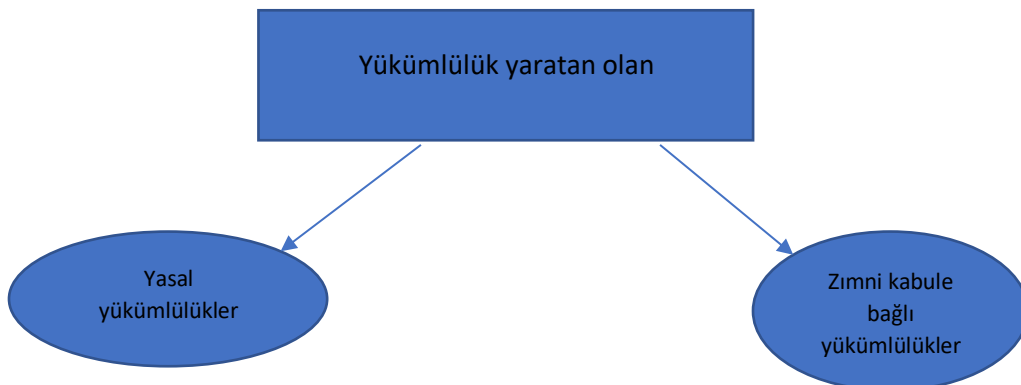 Yükümlülük yaratan olan
Yasal
yükümlülükler
Zımni kabule
bağlı
yükümlülükler